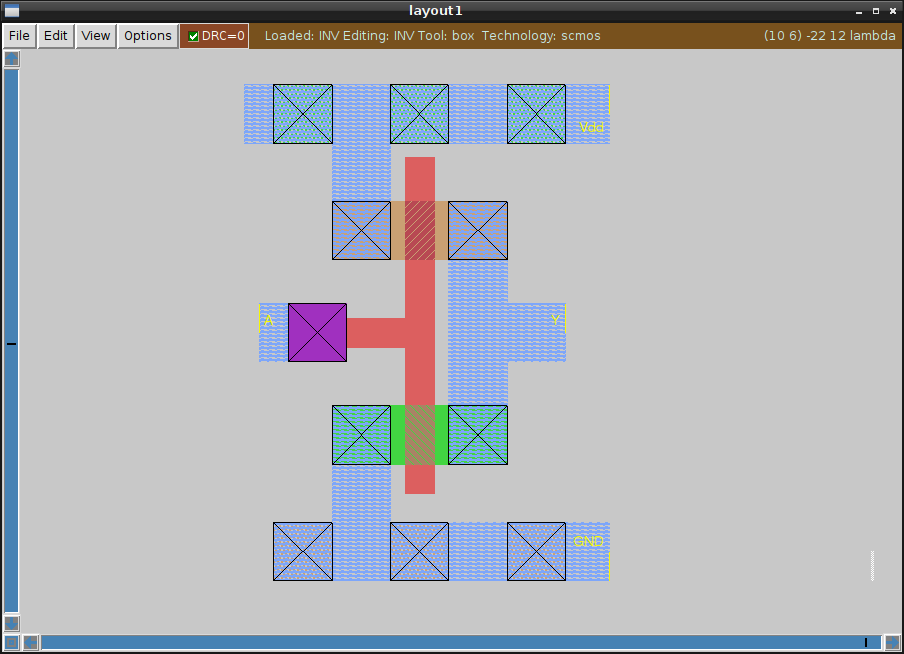 layout1
File Edit View Options DRC=0 Loaded: INV Editing: INV Tool: box Technology: scmos (10 6) -22 12 lambda
Vdd
A Y
GND